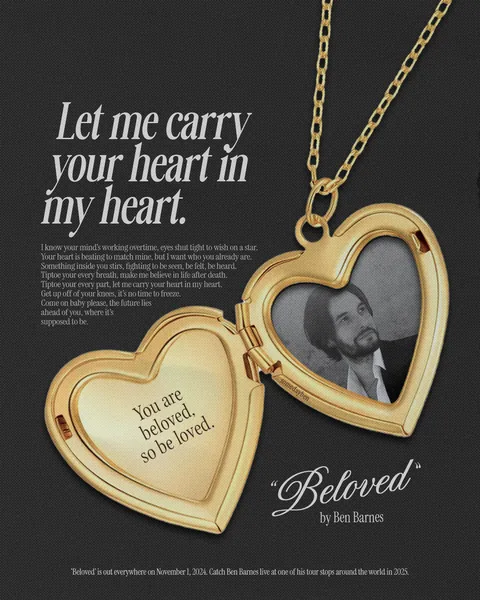 Let me carry
your heart in
my heart.
I know your mind's working overtime, eyes shut tight to wish on a star.
Your heart is beating to match mine, but I want who you already are.
Something inside you stirs, fighting to be seen, be felt, be heard.
Tiptoe your every breath, make me believe in life after death.
Tiptoe your every part, let me carry your heart in my heart.
Get up off of your knees, it's no time to freeze.
Come on baby please, the future lies
ahead of you, where it's
supposed to be.
You are
beloved,
so be loved.
"Beloved"
by Ben Barnes
'Beloved' is out everywhere on November 1, 2024. Catch Ben Barnes live at one of his tour stops around the world in 2025.